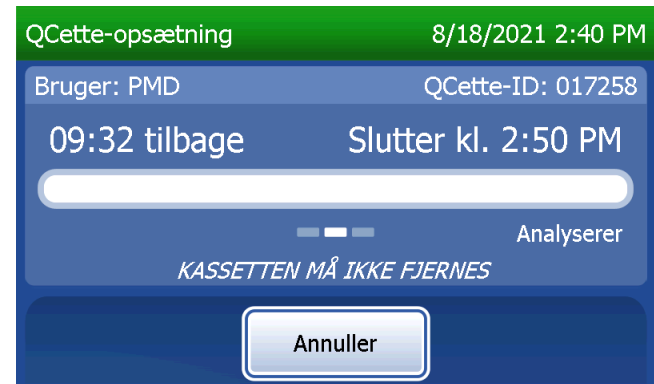 QCette-opsætning 8/18/2021 2:40 PM
Bruger: PMD QCette-ID: 017258
09:32 tilbage Slutter kl. 2:50 PM
Analyserer
KASSETTEN MÅ IKKE FJERNES
Annuller